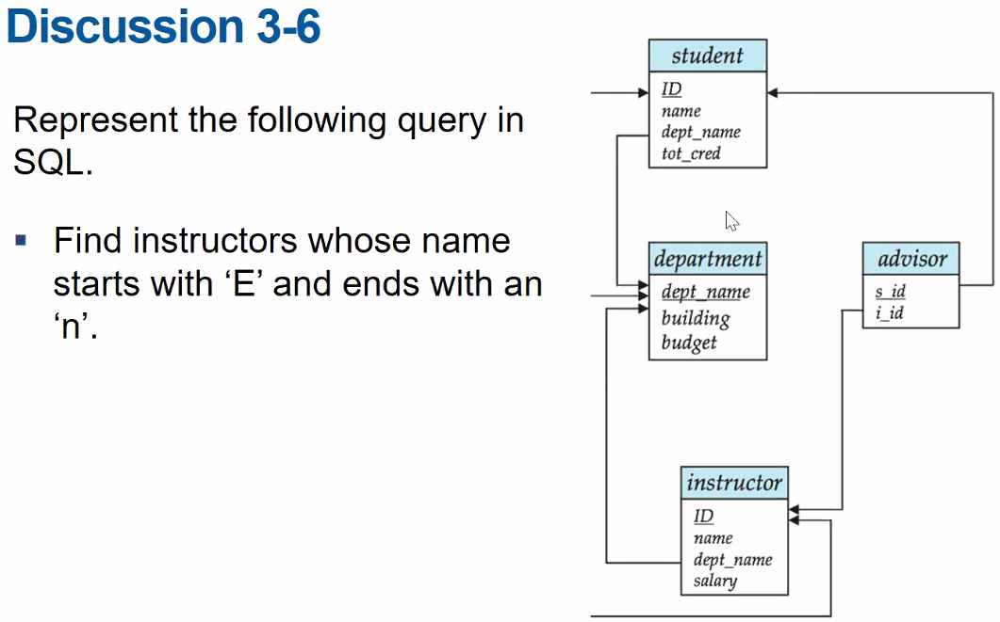 Discussion 3-6
Represent the following query in
SQL.
▪ Find instructors whose name
starts with ‘E’ and ends with an
‘n’.
student
ID
name
dept_name
tot_cred
department
dept_name
building
budget
advisor
s_id
i_id
instructor
ID
name
dept_name
salary